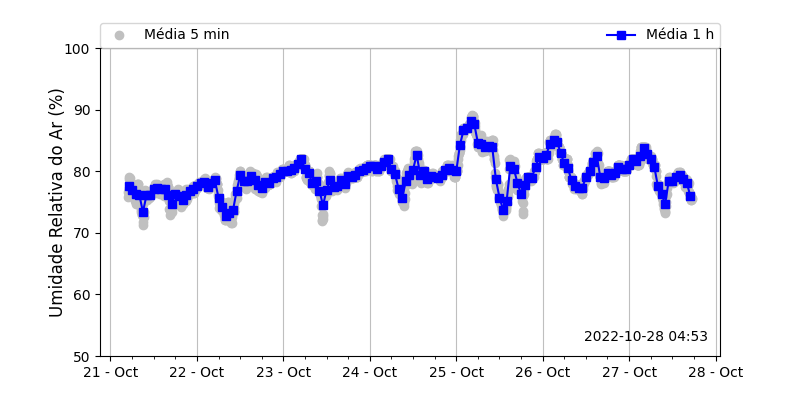 Média 5 min
Média 1 h
Umidade Relativa do Ar (%)
100
90
80
70
60
50
2022-10-28 04:53
21 - Oct
22 - Oct
23 - Oct
24 - Oct
25 - Oct
26 - Oct
27 - Oct
28 - Oct